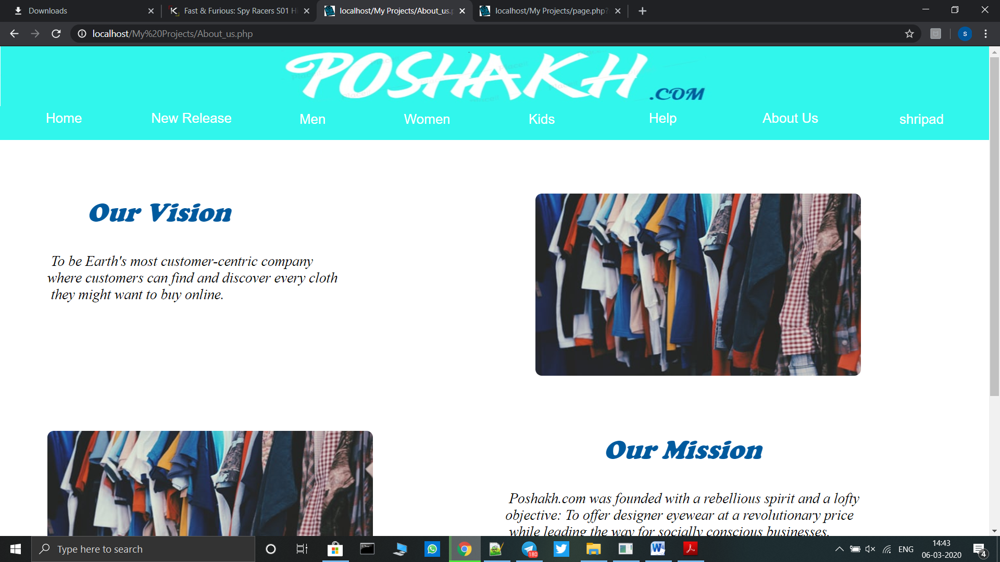 Downloads
Fast & Furious: Spy Racers S01 H
localhost/My Projects/About_us.p
localhost/My Projects/page.php?
localhost/My%20Projects/About_us.php
s
POSHAKH
.COM
Home
New Release
Men
Women
Kids
Help
About Us
shripad
Our Vision
To be Earth's most customer-centric company
where customers can find and discover every cloth
they might want to buy online.
Our Mission
Poshakh.com was founded with a rebellious spirit and a lofty
objective: To offer designer eyewear at a revolutionary price
while leading the way for socially conscious businesses.
Type here to search
180
ENG
14:43
06-03-2020
4